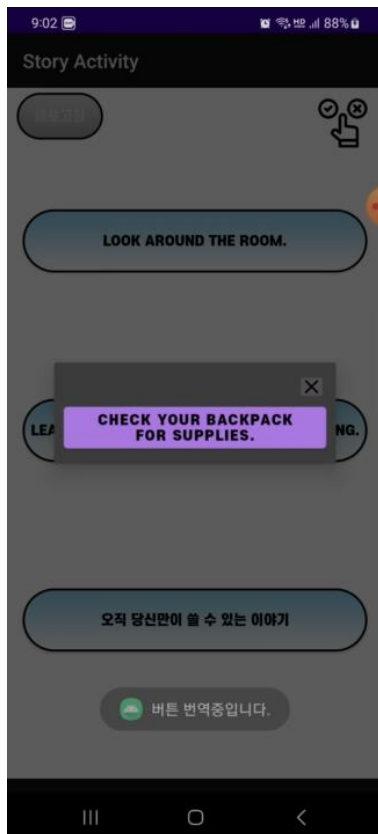 9:02
88%
Story Activity
LOOK AROUND THE ROOM.
CHECK YOUR BACKPACK
FOR SUPPLIES.
LEA
NG.
오직 당신만이 쓸 수 있는 이야기
버튼 번역중입니다.